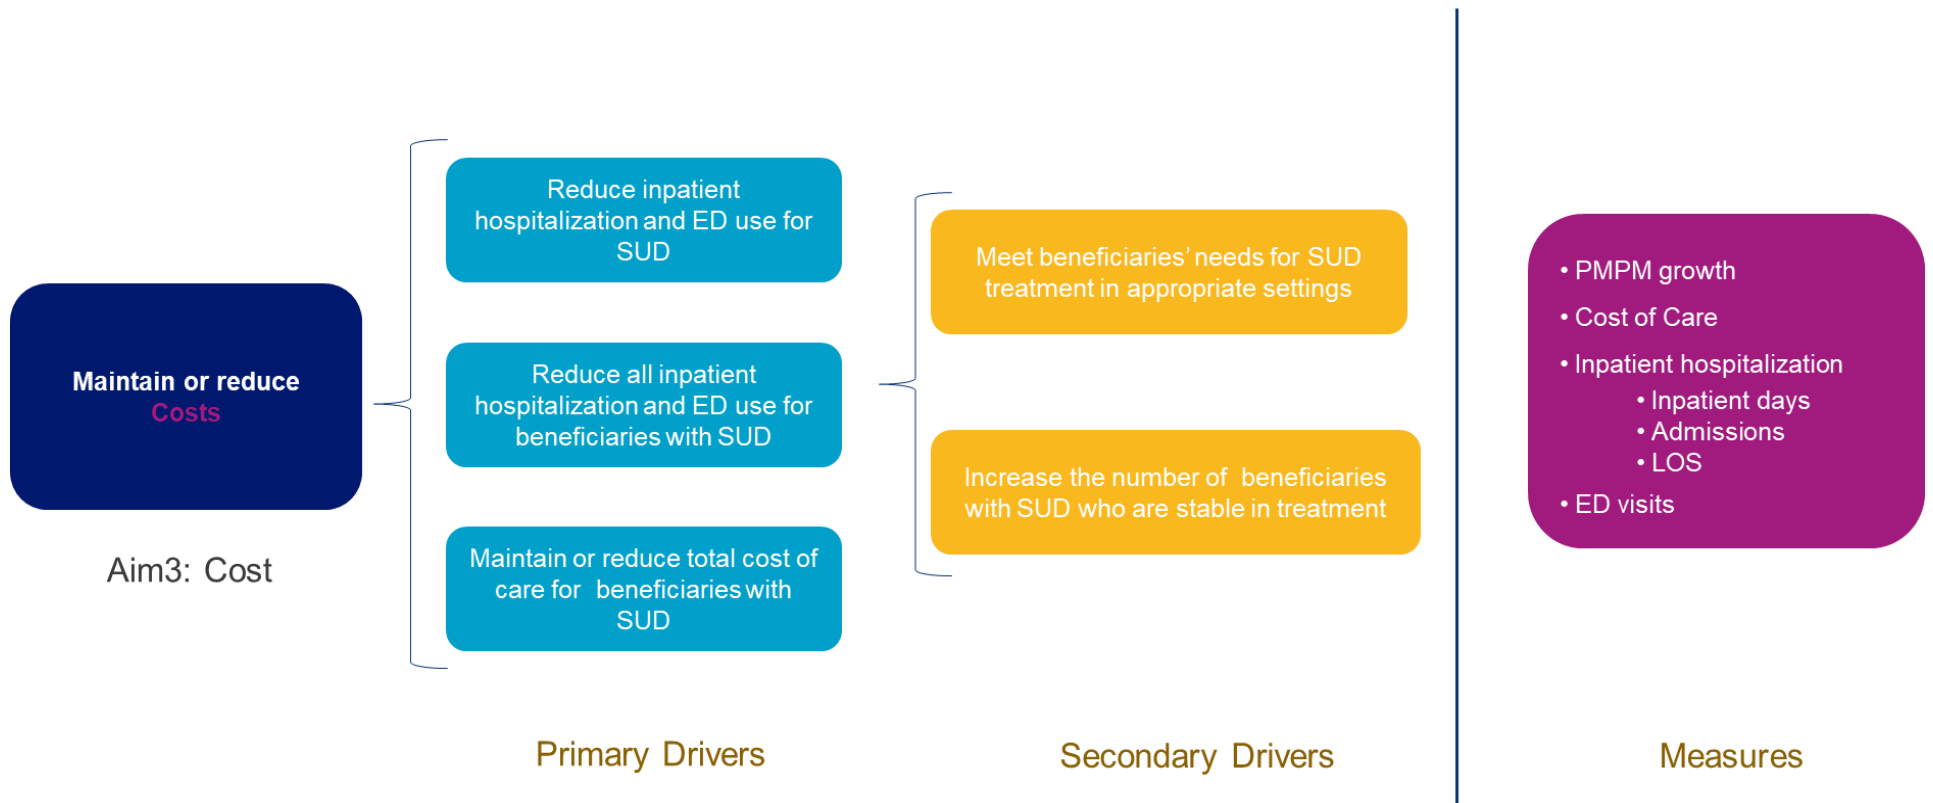 Maintain or reduce
Costs
Aim3: Cost
Reduce inpatient
hospitalization and ED use for
SUD
Reduce all inpatient
hospitalization and ED use for
beneficiaries with SUD
Maintain or reduce total cost of
care for beneficiaries with
SUD
Primary Drivers
Meet beneficiaries’ needs for SUD
treatment in appropriate settings
Increase the number of beneficiaries
with SUD who are stable in treatment
Secondary Drivers
• PMPM growth
• Cost of Care
• Inpatient hospitalization
• Inpatient days
• Admissions
• LOS
• ED visits
Measures